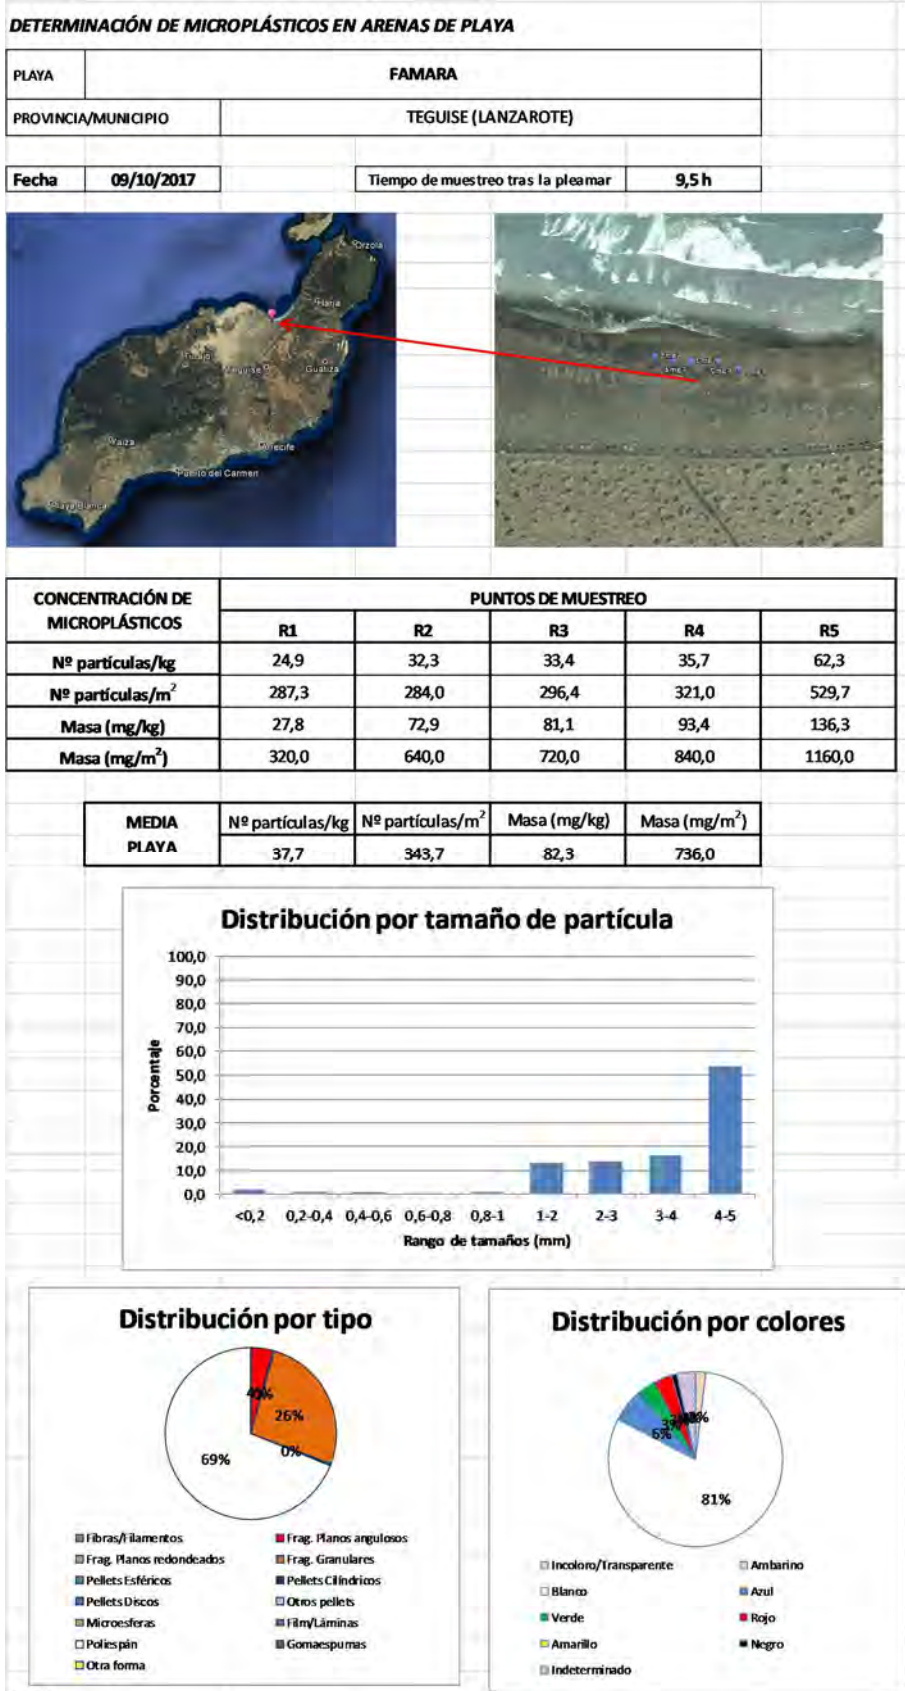 DETERMINACIÓN DE MICROPLÁSTICOS EN ARENAS DE PLAYA
PLAYA FAMARA
PROVINCIA/MUNICIPIO TEGUISE (LANZAROTE)
Fecha 09/10/2017 Tiempo de muestreo tras la pleamar 9,5 h
Orzola
Haria
Tinajo
Teguise
Guatiza
Yaiza
Arrecife
Puerto del Carmen
Playa Blanca
CONCENTRACIÓN DE MICROPLÁSTICOS PUNTOS DE MUESTREO
R1 R2 R3 R4 R5
Nº partículas/kg 24,9 32,3 33,4 35,7 62,3
Nº partículas/m² 287,3 284,0 296,4 321,0 529,7
Masa (mg/kg) 27,8 72,9 81,1 93,4 136,3
Masa (mg/m²) 320,0 640,0 720,0 840,0 1160,0
MEDIA PLAYA Nº partículas/kg Nº partículas/m² Masa (mg/kg) Masa (mg/m²)
37,7 343,7 82,3 736,0
Distribución por tamaño de partícula
Porcentaje
100,0
90,0
80,0
70,0
60,0
50,0
40,0
30,0
20,0
10,0
0,0
<0,2 0,2-0,4 0,4-0,6 0,6-0,8 0,8-1 1-2 2-3 3-4 4-5
Rango de tamaños (mm)
Distribución por tipo
4%
26%
0%
69%
Fibras/Filamentos Frag. Planos angulosos
Frag. Planos redondeados Frag. Granulares
Pellets Esféricos Pellets Cilíndricos
Pellets Discos Otros pellets
Microesferas Film/Láminas
Poliespán Gomaespumas
Otra forma
Distribución por colores
6%
3%
81%
Incoloro/Transparente Ambarino
Blanco Azul
Verde Rojo
Amarillo Negro
Indeterminado